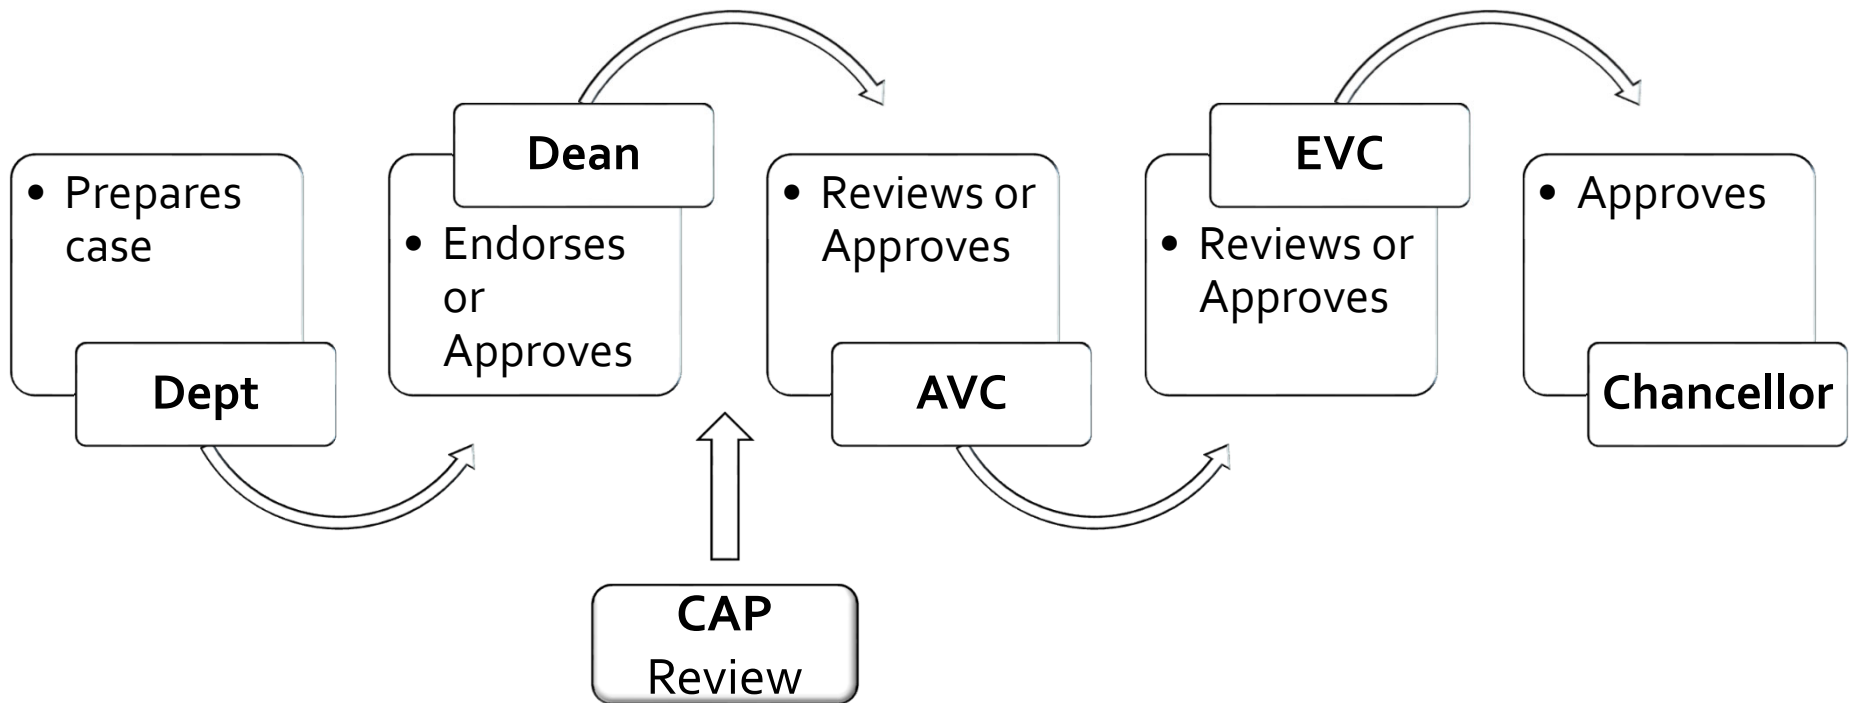 • Prepares
case
Dept
Dean
• Endorses
or
Approves
• Reviews or
Approves
AVC
EVC
• Reviews or
Approves
• Approves
Chancellor
CAP
Review